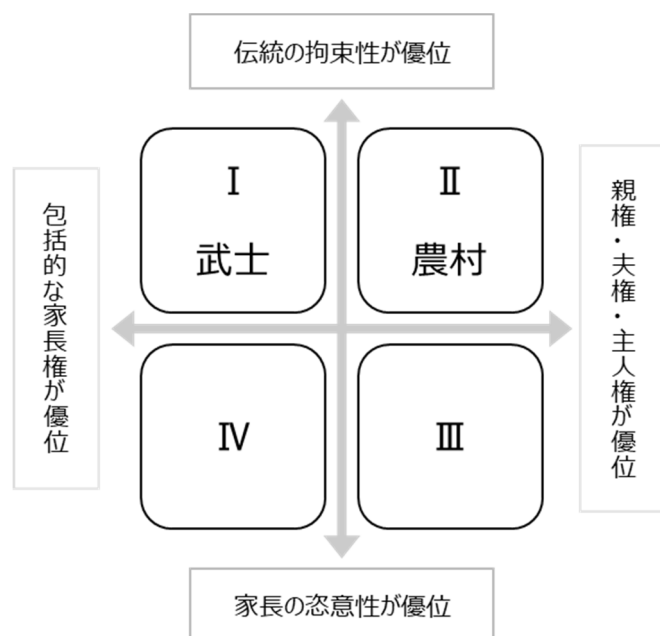 伝統の拘束性が優位
Ⅰ
武士
Ⅱ
農村
包括的な家長権が優位
親権・夫権・主人権が優位
Ⅳ
Ⅲ
家長の恣意性が優位